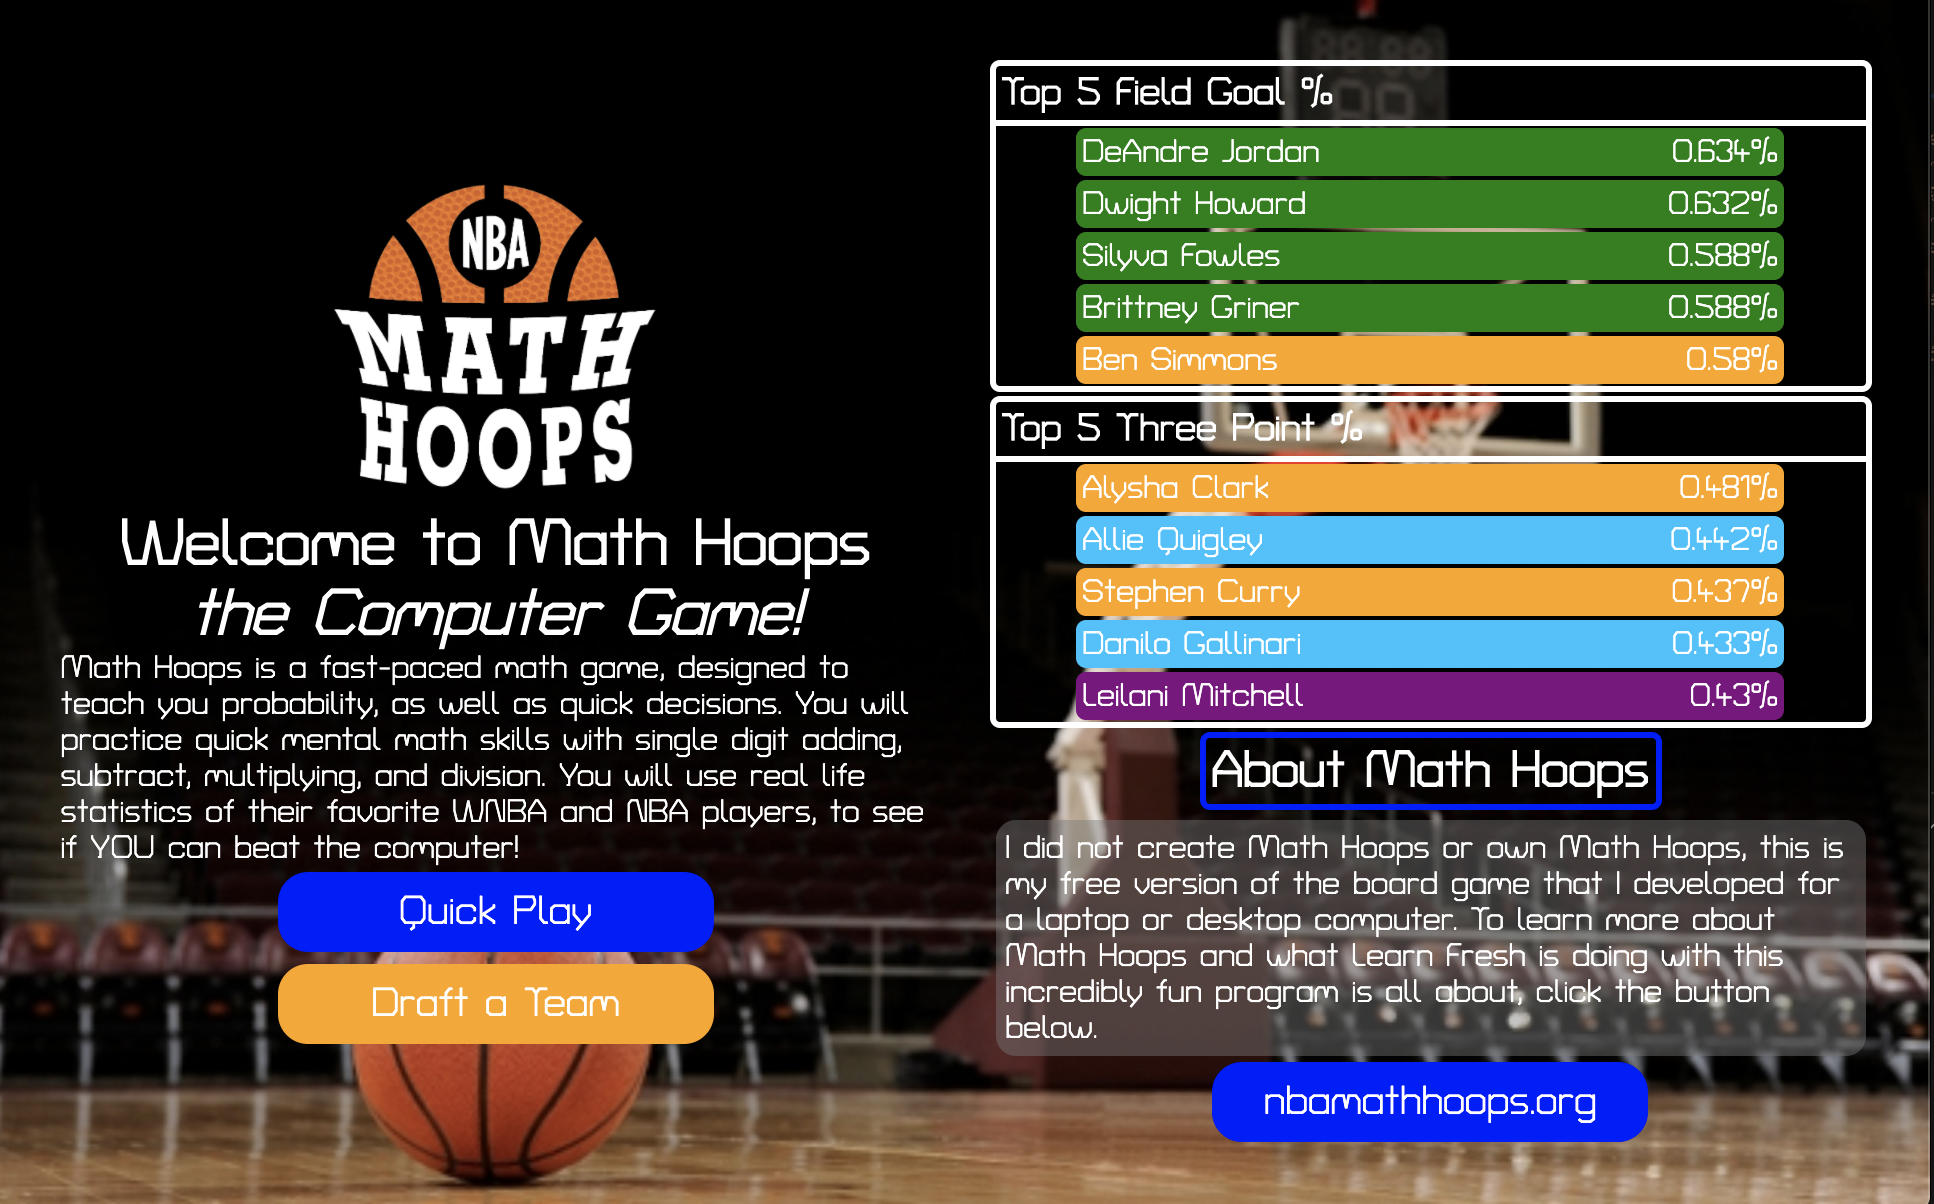 NBA
MATH
HOOPS
Welcome to Math Hoops
the Computer Game!
Math Hoops is a fast-paced math game, designed to
teach you probability, as well as quick decisions. You will
practice quick mental math skills with single digit adding,
subtract, multiplying, and division. You will use real life
statistics of their favorite WNBA and NBA players, to see
if YOU can beat the computer!
Quick Play
Draft a Team
Top 5 Field Goal %
DeAndre Jordan 0.634%
Dwight Howard 0.632%
Silyva Fowles 0.588%
Brittney Griner 0.588%
Ben Simmons 0.58%
Top 5 Three Point %
Alysha Clark 0.481%
Allie Quigley 0.442%
Stephen Curry 0.437%
Danilo Gallinari 0.433%
Leilani Mitchell 0.43%
About Math Hoops
I did not create Math Hoops or own Math Hoops, this is
my free version of the board game that I developed for
a laptop or desktop computer. To learn more about
Math Hoops and what Learn Fresh is doing with this
incredibly fun program is all about, click the button
below.
nbamathhoops.org